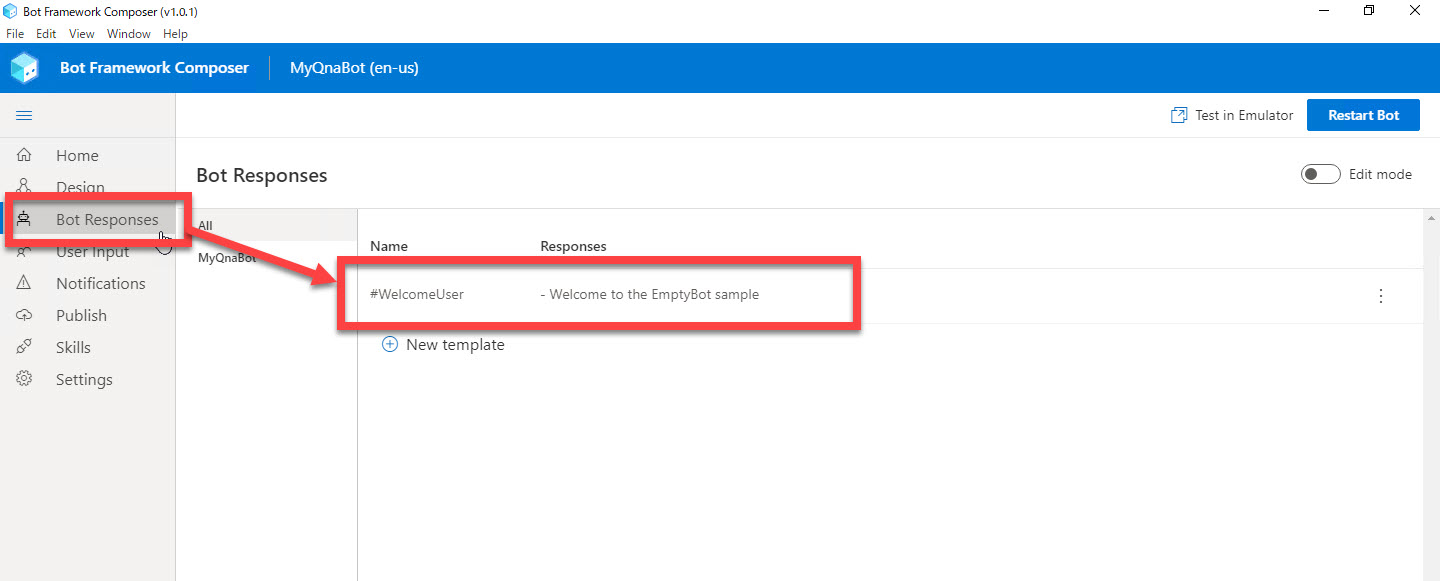 Bot Framework Composer (v1.0.1)
File Edit View Window Help
Bot Framework Composer MyQnaBot (en-us)
Test in Emulator Restart Bot
Home
Design
Bot Responses
User Input
Notifications
Publish
Skills
Settings
Bot Responses
Edit mode
All
MyQnaBot
Name Responses
#WelcomeUser - Welcome to the EmptyBot sample
New template